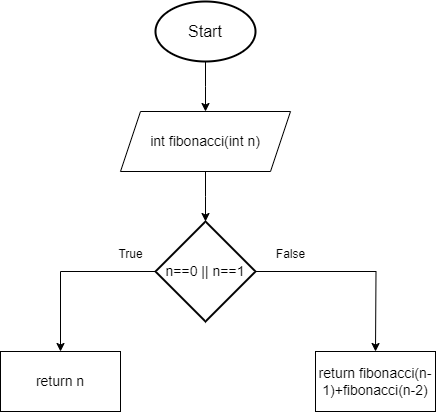 Start
int fibonacci(int n)
True
False
n==0 || n==1
return n
return fibonacci(n-
1)+fibonacci(n-2)